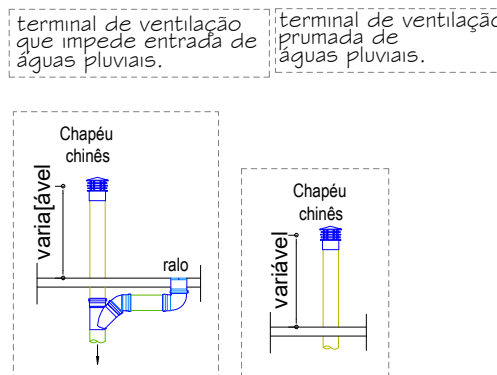 terminal de ventilação
que impede entrada de
águas pluviais.
terminal de ventilação
prumada de
águas pluviais.
Chapéu
chinês
varia[ável
ralo
Chapéu
chinês
variável